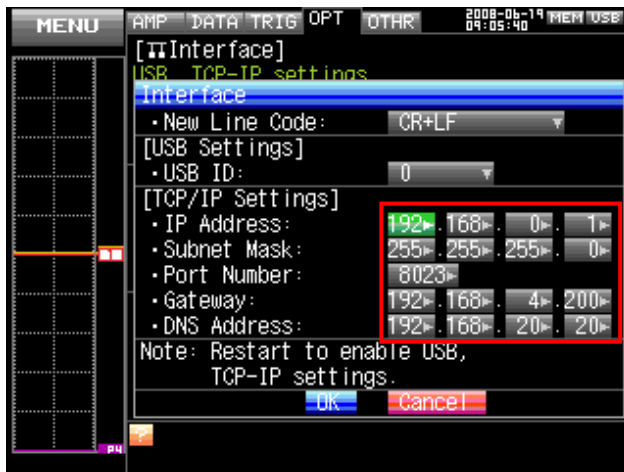 MENU AMP DATA TRIG OPT OTHR 2008-06-19 MEM USB
09:05:40
[Interface]
USB, TCP-IP settings
Interface
・New Line Code: CR+LF
[USB Settings]
・USB ID: 0
[TCP/IP Settings]
・IP Address: 192 . 168 . 0 . 1
・Subnet Mask: 255 . 255 . 255 . 0
・Port Number: 8023
・Gateway: 192 . 168 . 4 . 200
・DNS Address: 192 . 168 . 20 . 20
Note: Restart to enable USB,
TCP-IP settings.
OK Cancel
?
P4